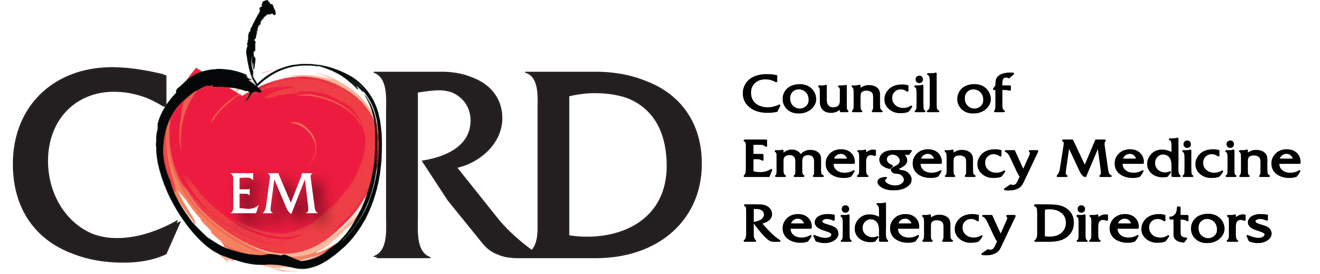 CORD
EM
Council of
Emergency Medicine
Residency Directors